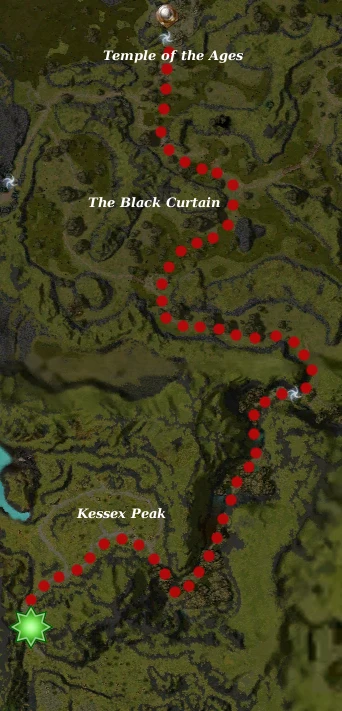 Temple of the Ages
The Black Curtain
Kessex Peak